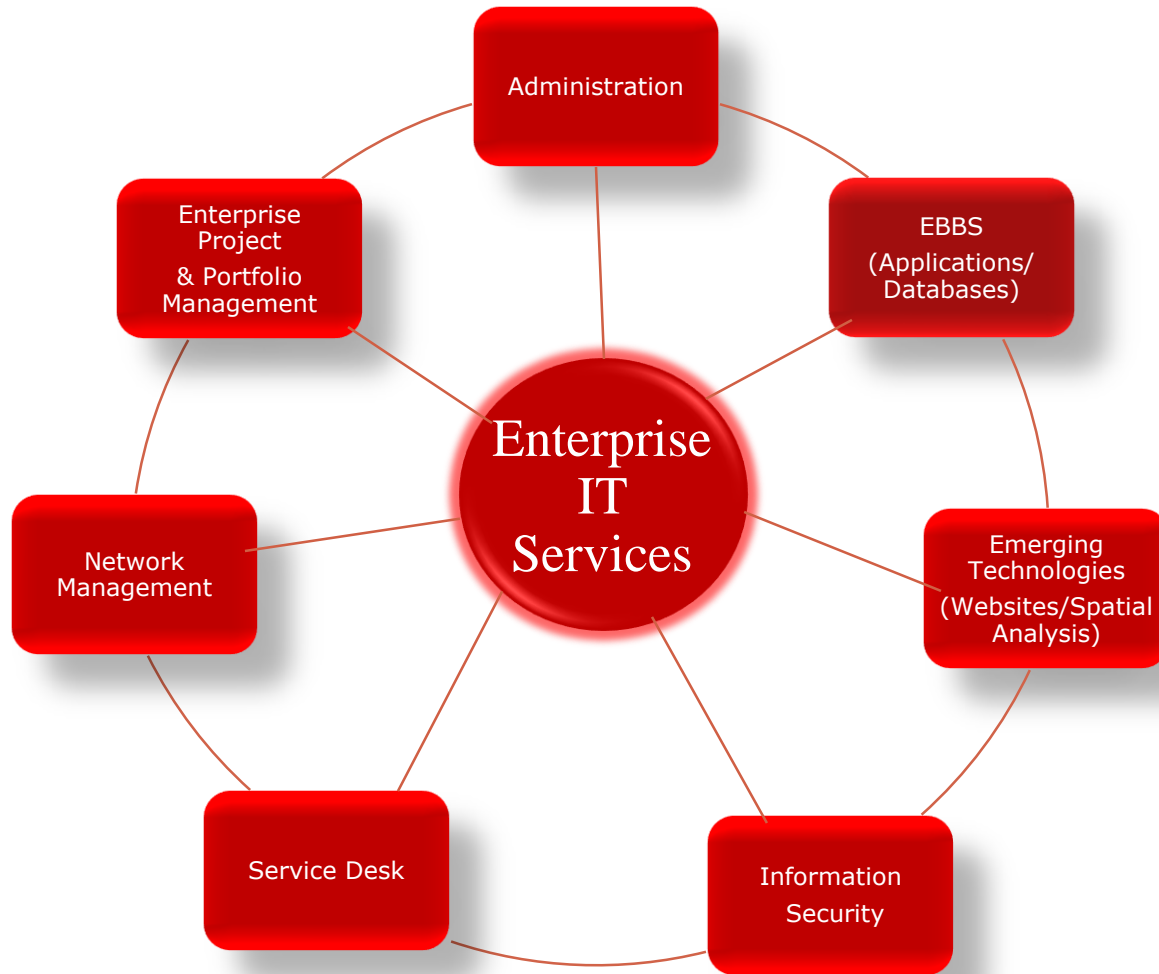 Administration
EBBS
(Applications/
Databases)
Emerging
Technologies
(Websites/Spatial
Analysis)
Information
Security
Service Desk
Network
Management
Enterprise
Project
& Portfolio
Management
Enterprise
IT
Services